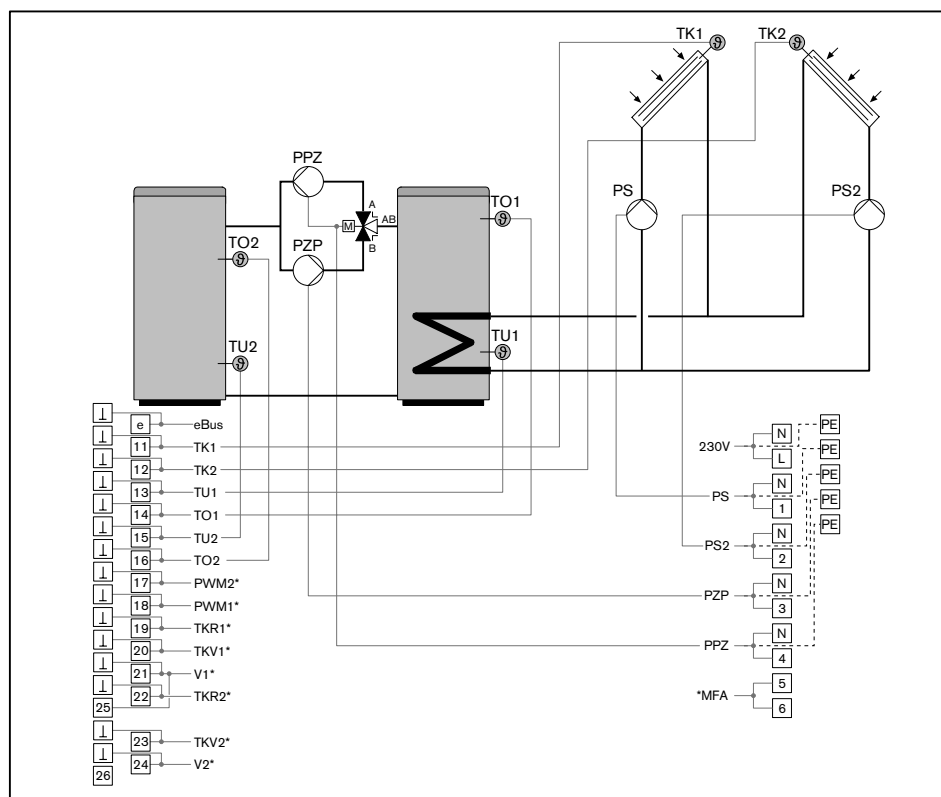 TK1
TK2
PPZ
A
TO1
PS
PS2
M
AB
TO2
PZP
B
TU2
TU1
ϑ
ϑ
ϑ
ϑ
ϑ
ϑ
⊥ e eBus
⊥ 11 TK1
⊥ 12 TK2
⊥ 13 TU1
⊥ 14 TO1
⊥ 15 TU2
⊥ 16 TO2
⊥ 17 PWM2*
⊥ 18 PWM1*
⊥ 19 TKR1*
⊥ 20 TKV1*
⊥ 21 V1*
⊥ 22 TKR2*
25
⊥ 23 TKV2*
⊥ 24 V2*
26
230V N L PE
PS N 1 PE
PS2 N 2 PE
PZP N 3 PE
PPZ N 4 PE
*MFA 5 6